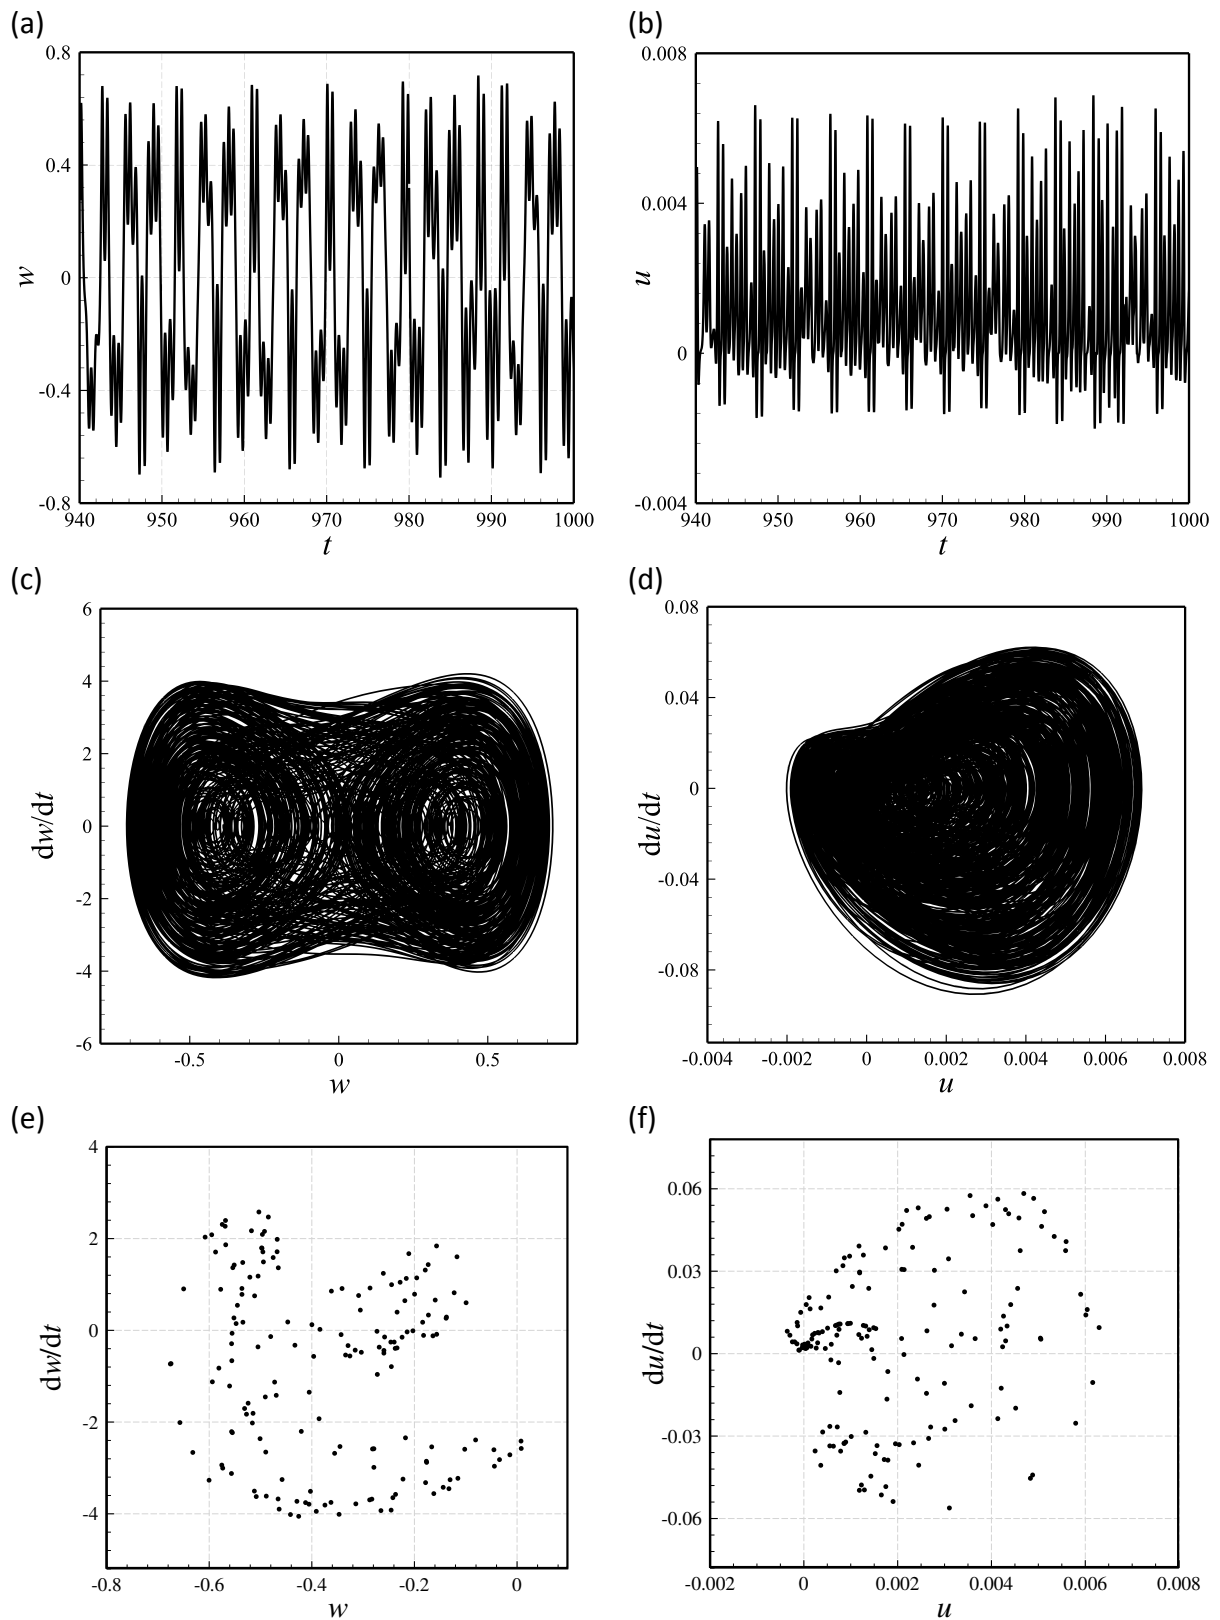 (a)
0.8
0.4
0
-0.4
-0.8
w
940 950 960 970 980 990 1000
t
(b)
0.008
0.004
0
-0.004
u
940 950 960 970 980 990 1000
t
(c)
6
4
2
0
-2
-4
-6
dw/dt
-0.5 0 0.5
w
(d)
0.08
0.04
0
-0.04
-0.08
du/dt
-0.004 -0.002 0 0.002 0.004 0.006 0.008
u
(e)
4
2
0
-2
-4
dw/dt
-0.8 -0.6 -0.4 -0.2 0
w
(f)
0.06
0.03
0
-0.03
-0.06
du/dt
-0.002 0 0.002 0.004 0.006 0.008
u